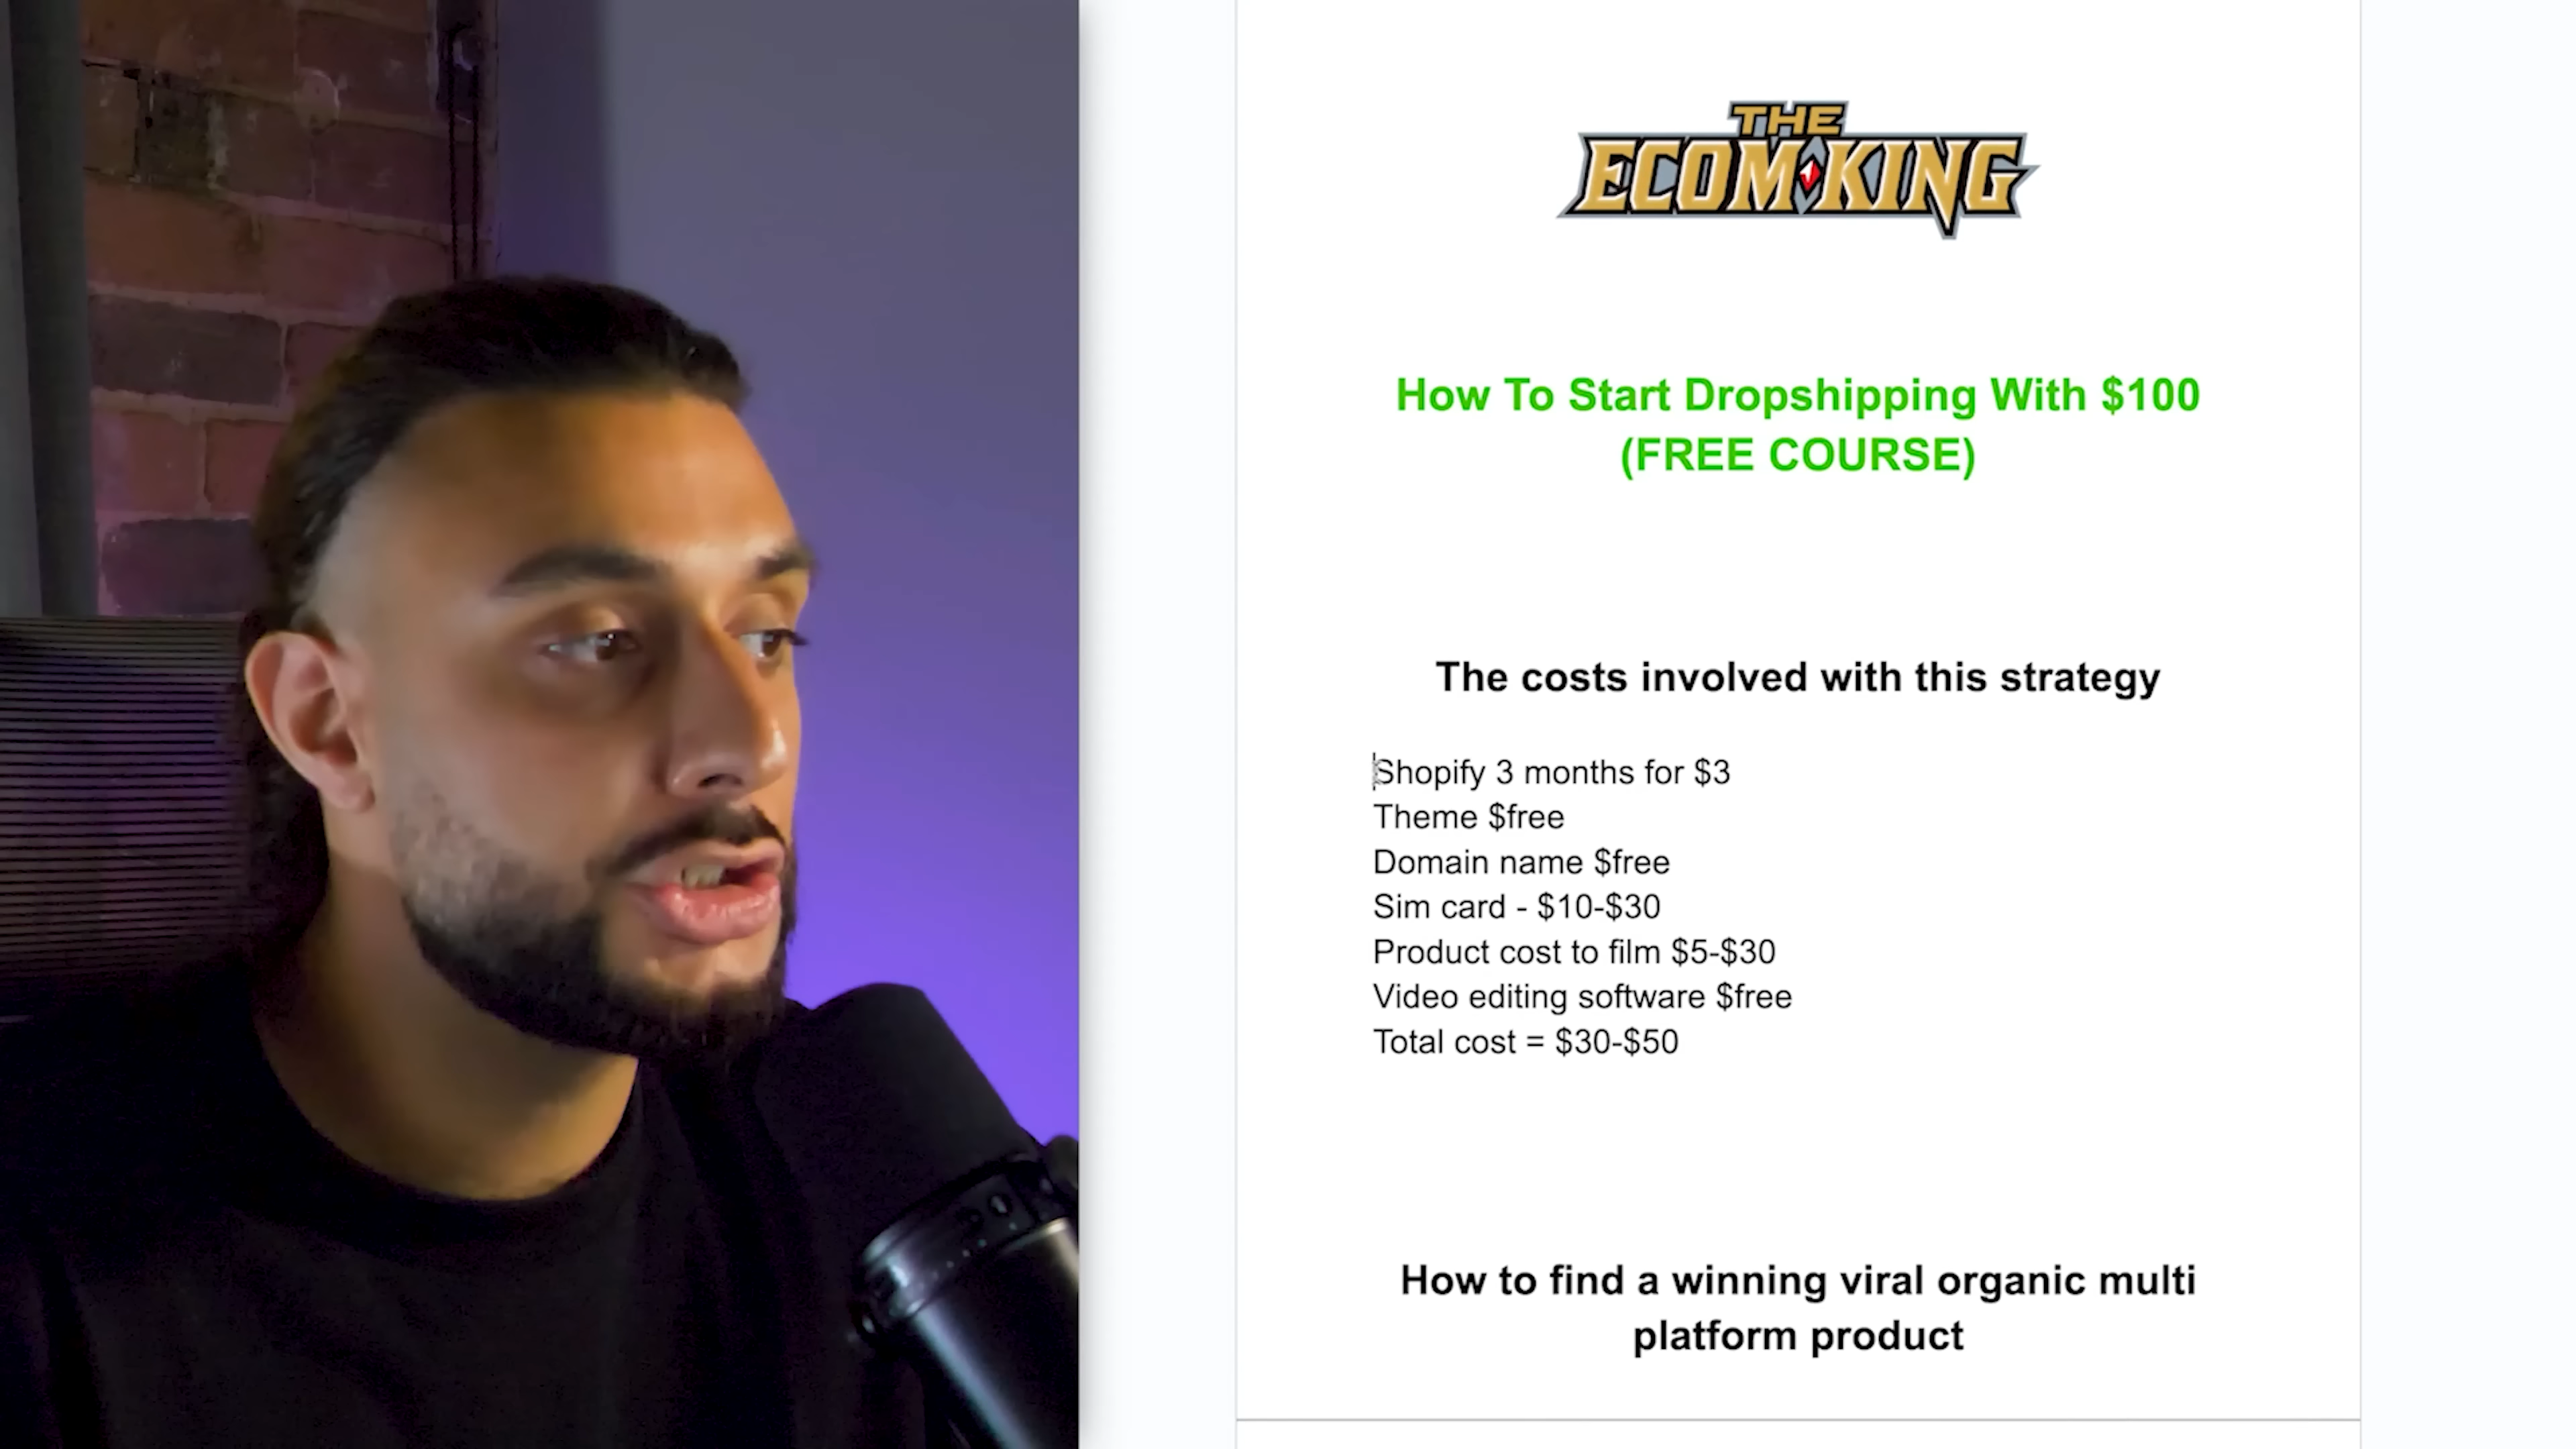 THE
ECOM KING
How To Start Dropshipping With $100
(FREE COURSE)
The costs involved with this strategy
Shopify 3 months for $3
Theme $free
Domain name $free
Sim card - $10-$30
Product cost to film $5-$30
Video editing software $free
Total cost = $30-$50
How to find a winning viral organic multi
platform product